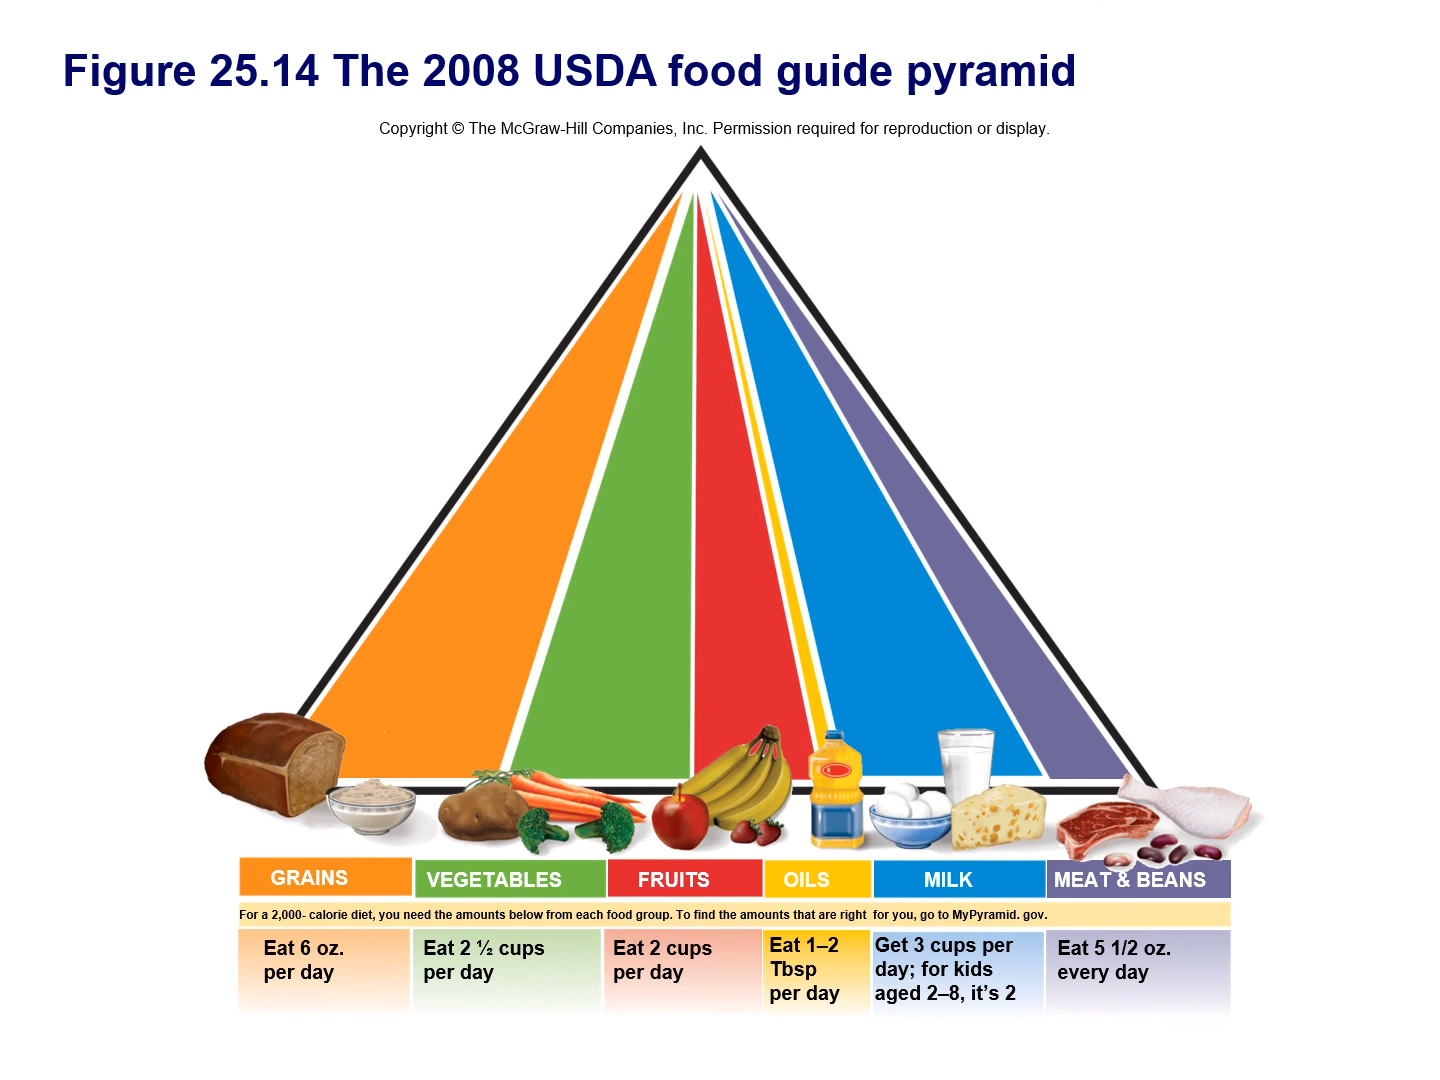 Figure 25.14 The 2008 USDA food guide pyramid
Copyright © The McGraw-Hill Companies, Inc. Permission required for reproduction or display.
GRAINS
VEGETABLES
FRUITS
OILS
MILK
MEAT & BEANS
For a 2,000- calorie diet, you need the amounts below from each food group. To find the amounts that are right for you, go to MyPyramid. gov.
Eat 6 oz.
per day
Eat 2 ½ cups
per day
Eat 2 cups
per day
Eat 1–2
Tbsp
per day
Get 3 cups per
day; for kids
aged 2–8, it's 2
Eat 5 1/2 oz.
every day